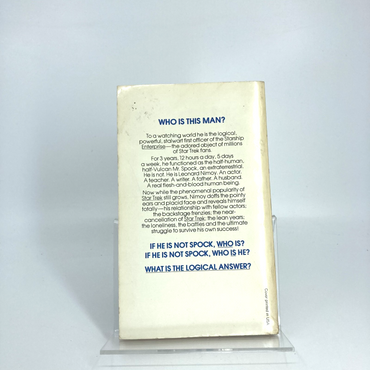 WHO IS THIS MAN?
To a watching world he is the logical,
powerful, stalwart first officer of the Starship
Enterprise—the adored object of millions
of Star Trek fans.
For 3 years, 12 hours a day, 5 days
a week, he functioned as the half-human,
half-Vulcan Mr. Spock, an extraterrestrial.
He is not. He is Leonard Nimoy. An actor.
A teacher. A writer. A father. A husband.
A real flesh-and-blood human being.
Now while the phenomenal popularity of
Star Trek still grows, Nimoy doffs the pointy
ears and placid face and reveals himself
totally—his relationship with fellow actors;
the backstage frenzies; the near-
cancellation of Star Trek; the lean years;
the loneliness, the battles and the ultimate
struggle to survive his own success!
IF HE IS NOT SPOCK, WHO IS?
IF HE IS NOT SPOCK, WHO IS HE?
WHAT IS THE LOGICAL ANSWER?
Cover printed in